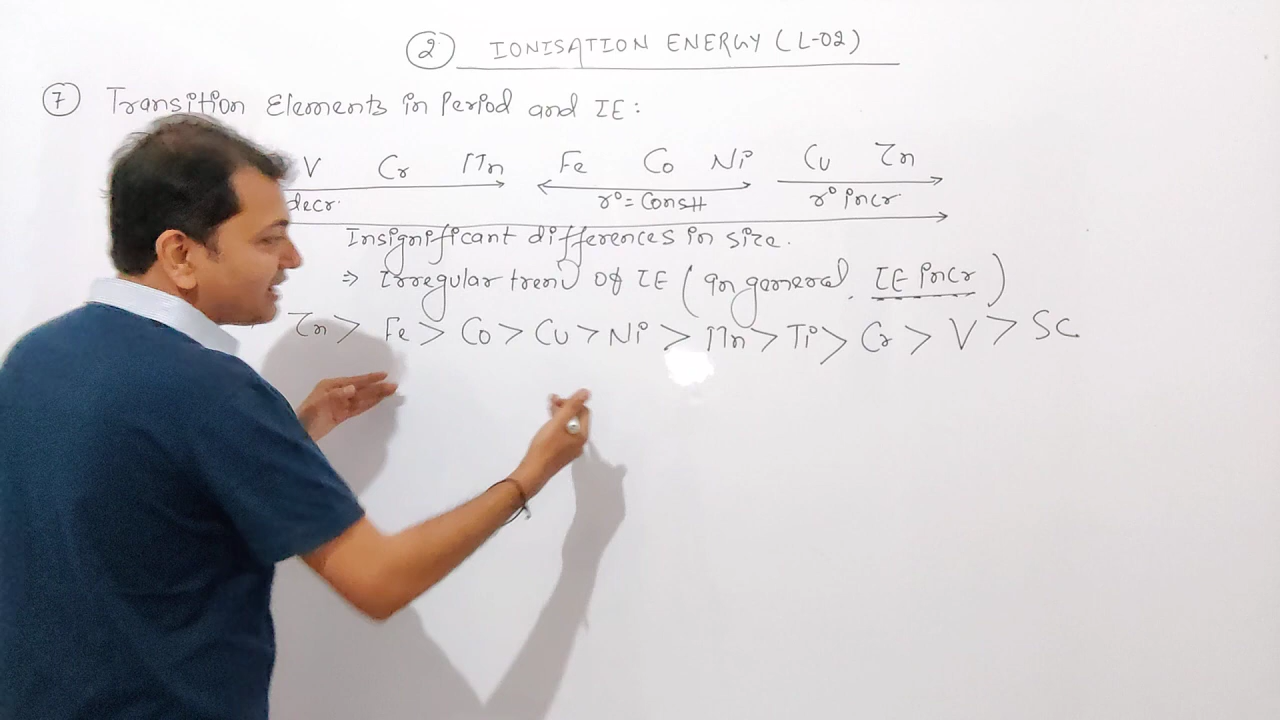 2 IONISATION ENERGY (L-02)
7 Transition Elements in Period and IE:
V Cr Mn Fe Co Ni Cu Zn
decr. r° = Constt r° incr
Insignificant differences in size.
⇒ Irregular trend of IE (In general, IE incr)
Zn > Fe > Co > Cu > Ni > Mn > Ti > Cr > V > Sc